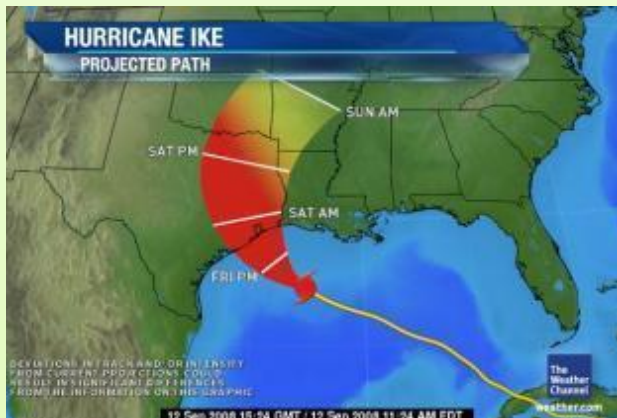 HURRICANE IKE
PROJECTED PATH
SUN AM
SAT PM
SAT AM
FRI PM
DEVIATIONS IN TRACK AND/OR INTENSITY
FROM CURRENT PROJECTIONS COULD
RESULT IN SIGNIFICANT DIFFERENCES
FROM THE INFORMATION ON THIS GRAPHIC
The
Weather
Channel
weather.com
12 Sep 2008 15:24 GMT / 12 Sep 2008 11:24 AM EDT